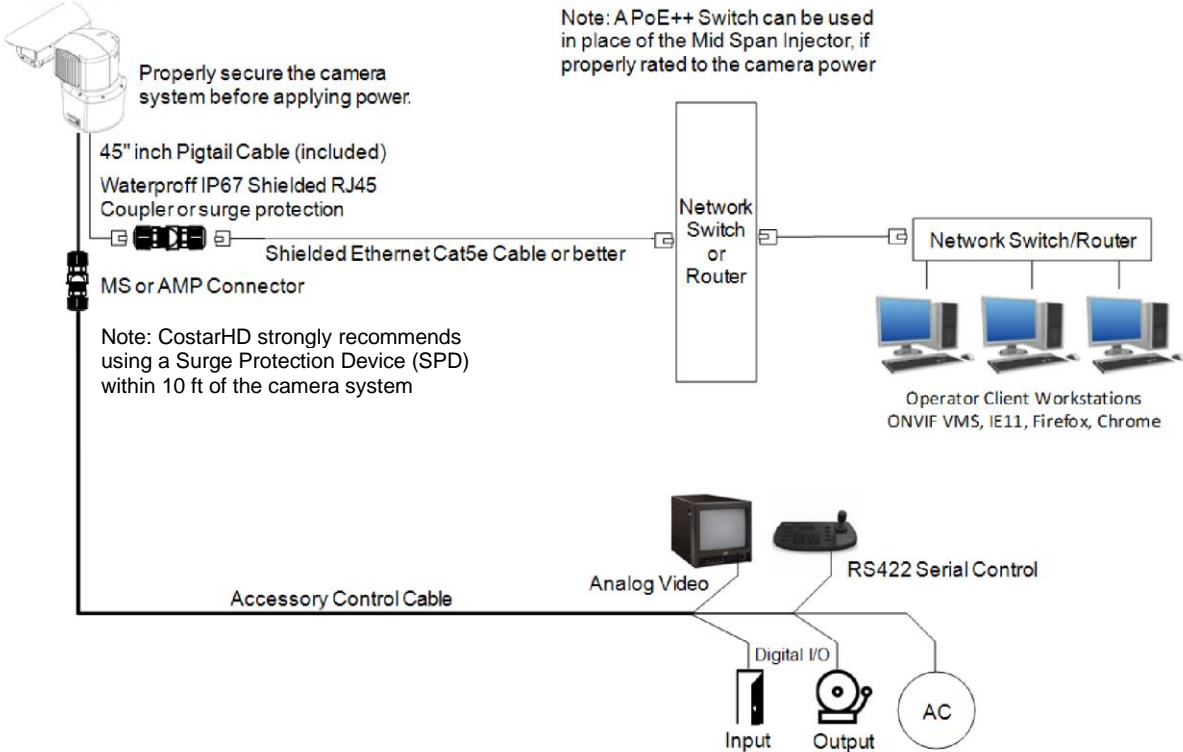 Note: A PoE++ Switch can be used
in place of the Mid Span Injector, if
properly rated to the camera power
Properly secure the camera
system before applying power.
45" inch Pigtail Cable (included)
Waterproff IP67 Shielded RJ45
Coupler or surge protection
Shielded Ethernet Cat5e Cable or better
MS or AMP Connector
Note: CostarHD strongly recommends
using a Surge Protection Device (SPD)
within 10 ft of the camera system
Network
Switch
or
Router
Network Switch/Router
Operator Client Workstations
ONVIF VMS, IE11, Firefox, Chrome
Analog Video
RS422 Serial Control
Accessory Control Cable
Digital I/O
Input
Output
AC